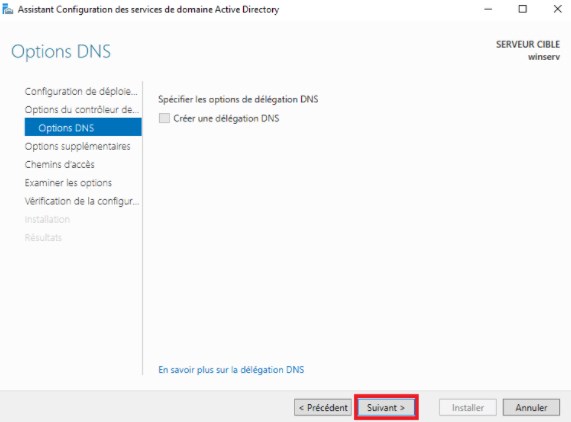 Assistant Configuration des services de domaine Active Directory
Options DNS
SERVEUR CIBLE
winserv
Configuration de déploie...
Options du contrôleur de...
Options DNS
Options supplémentaires
Chemins d'accès
Examiner les options
Vérification de la configur...
Installation
Résultats
Spécifier les options de délégation DNS
Créer une délégation DNS
En savoir plus sur la délégation DNS
< Précédent
Suivant >
Installer
Annuler